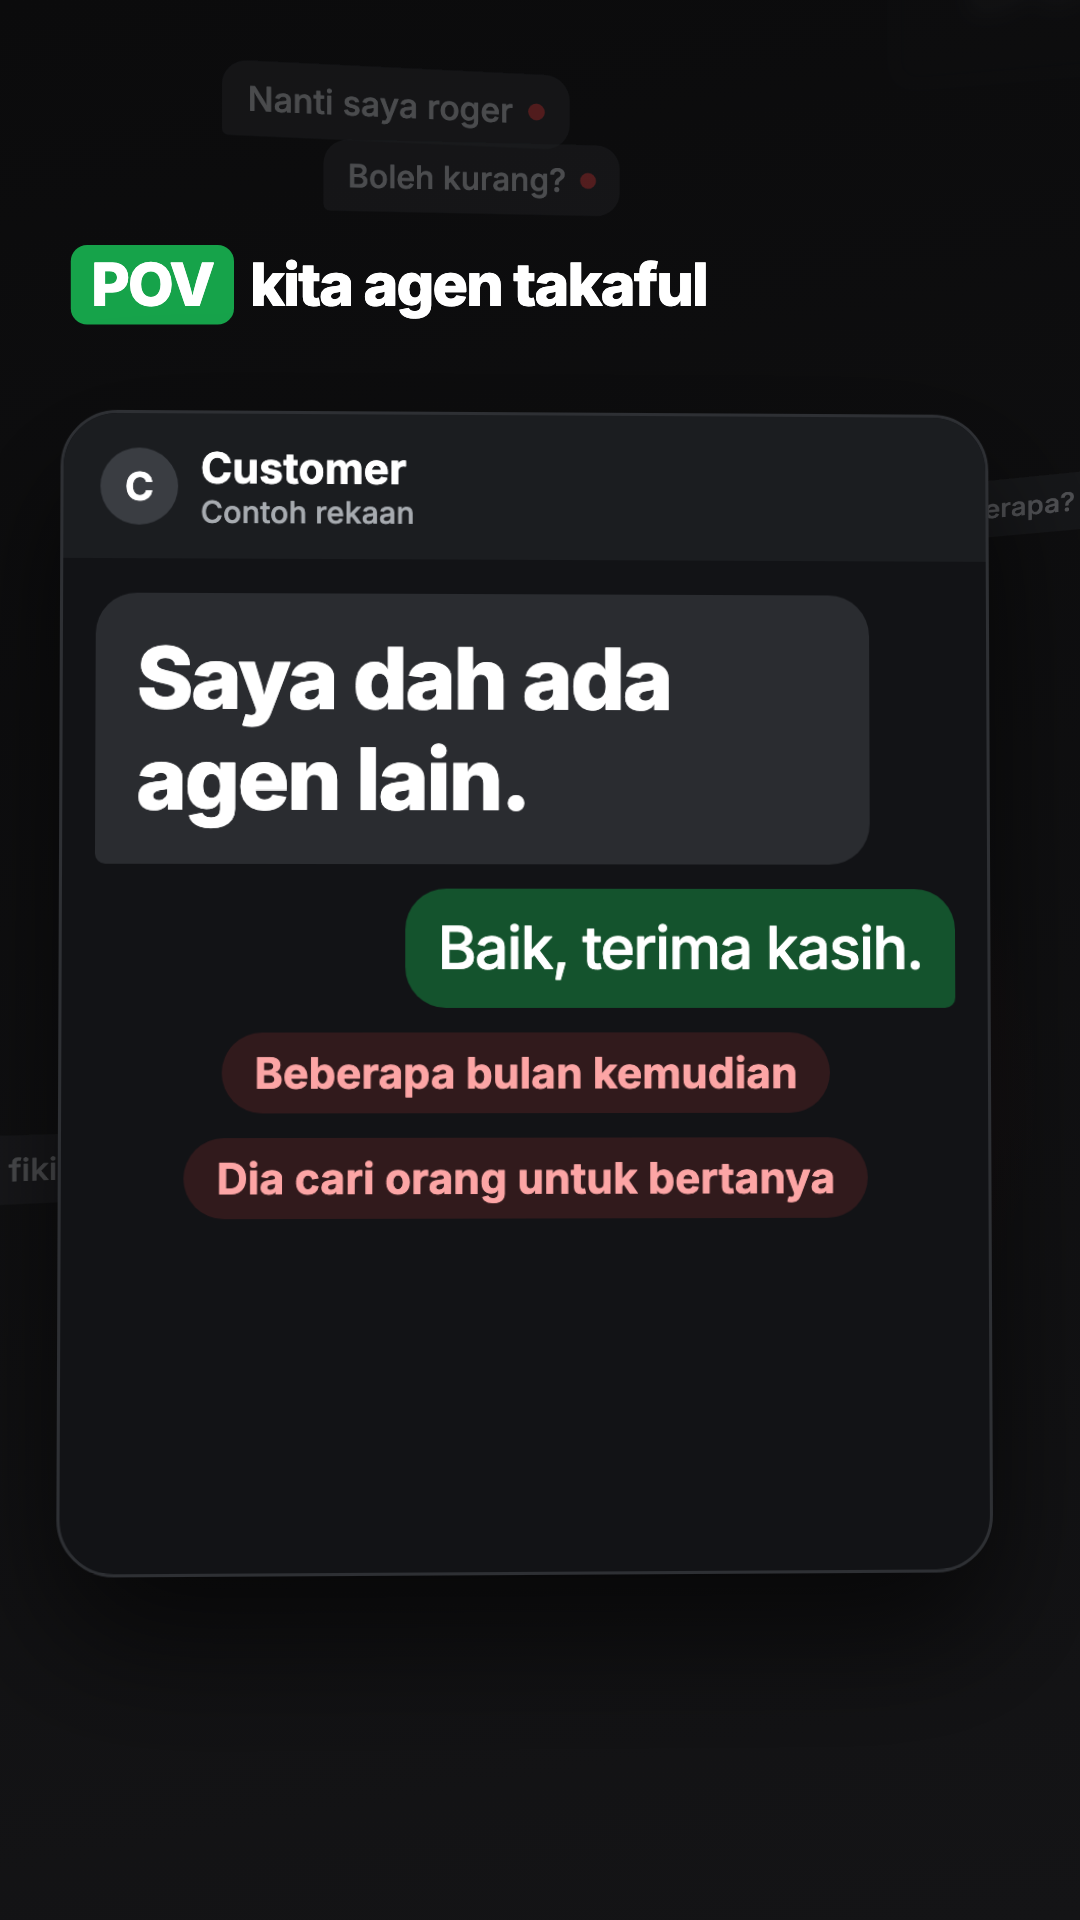 Nanti saya roger
Boleh kurang?
POV kita agen takaful
C
Customer
Contoh rekaan
erapa?
Saya dah ada
agen lain.
Baik, terima kasih.
Beberapa bulan kemudian
fiki
Dia cari orang untuk bertanya